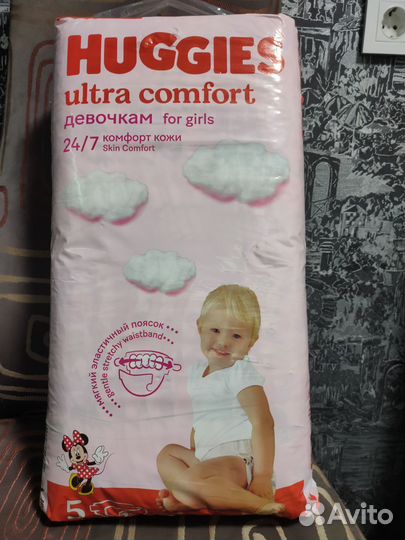 HUGGIES
ultra comfort
девочкам for girls
24/7 комфорт кожи
Skin Comfort
мягкий эластичный поясок
gentle stretchy waistband
5
Avito